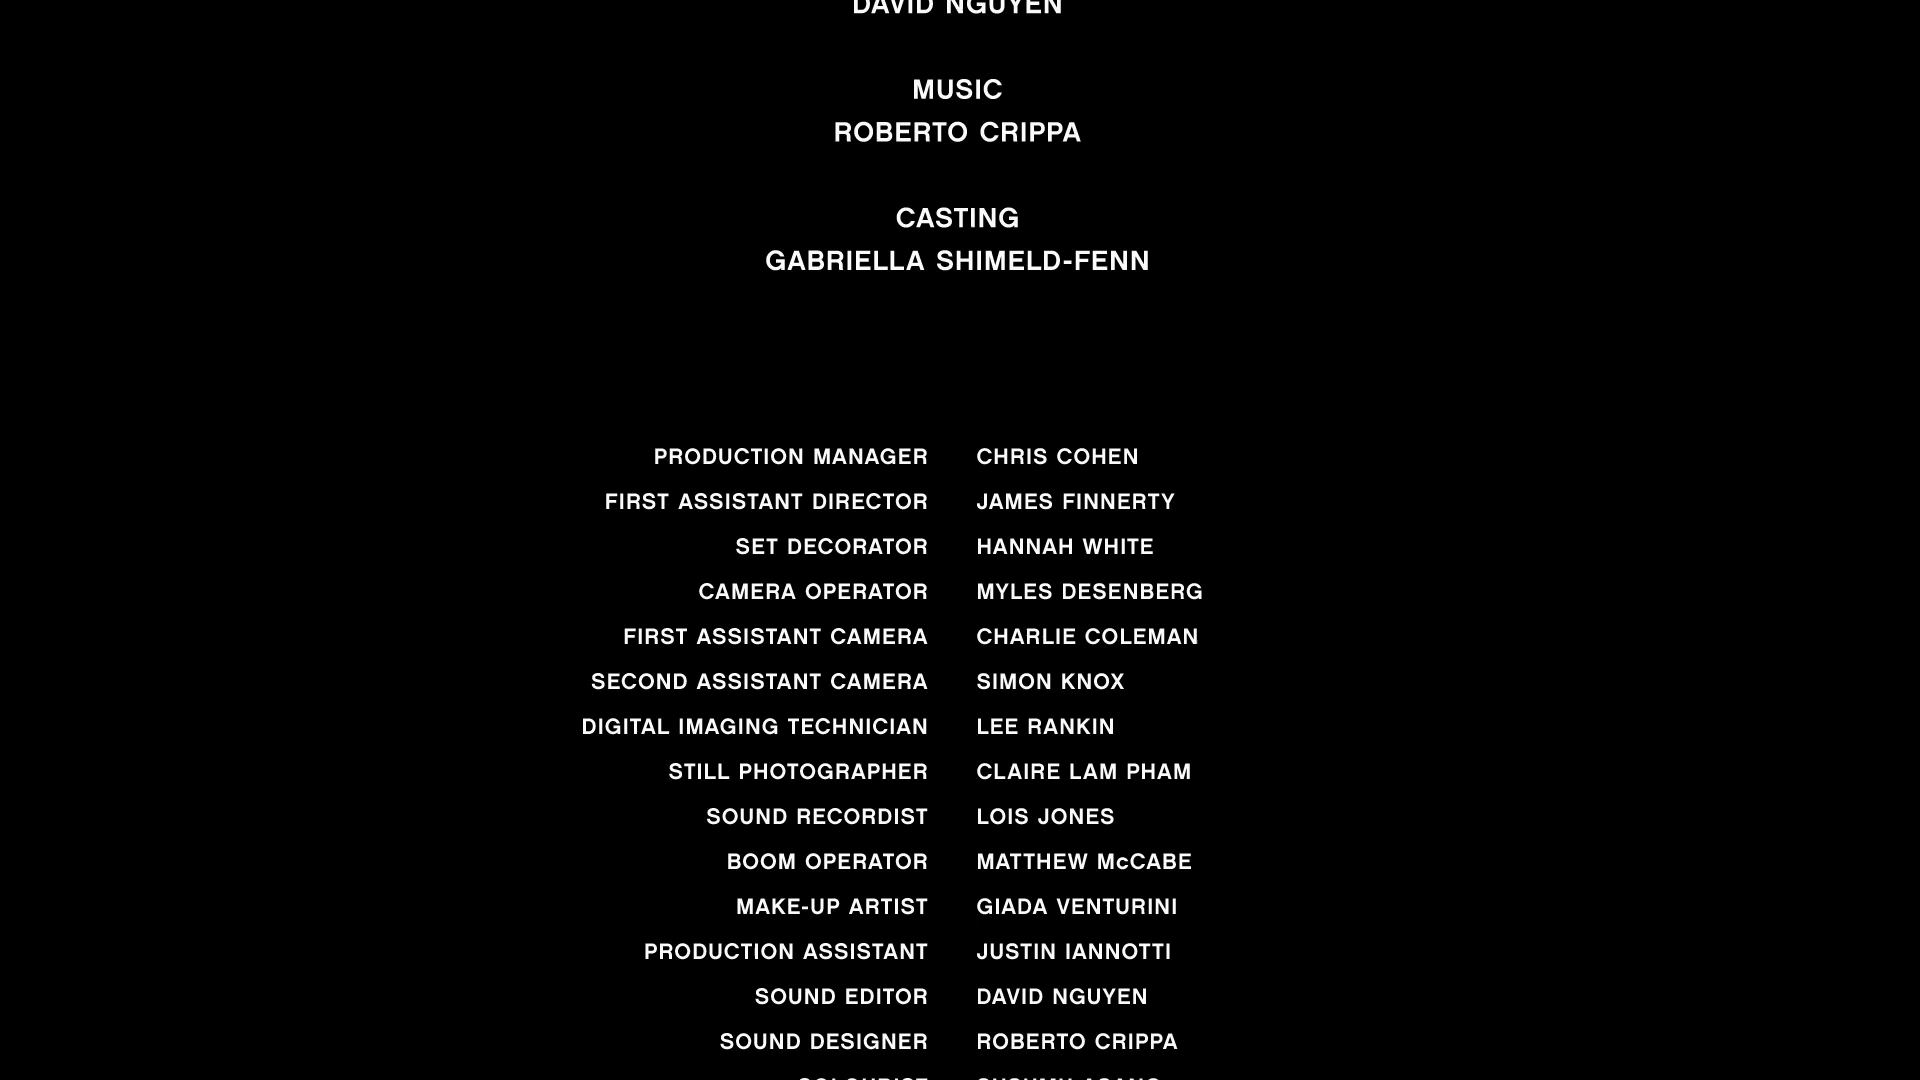 DAVID NGUYEN
MUSIC
ROBERTO CRIPPA
CASTING
GABRIELLA SHIMELD-FENN
PRODUCTION MANAGER CHRIS COHEN
FIRST ASSISTANT DIRECTOR JAMES FINNERTY
SET DECORATOR HANNAH WHITE
CAMERA OPERATOR MYLES DESENBERG
FIRST ASSISTANT CAMERA CHARLIE COLEMAN
SECOND ASSISTANT CAMERA SIMON KNOX
DIGITAL IMAGING TECHNICIAN LEE RANKIN
STILL PHOTOGRAPHER CLAIRE LAM PHAM
SOUND RECORDIST LOIS JONES
BOOM OPERATOR MATTHEW McCABE
MAKE-UP ARTIST GIADA VENTURINI
PRODUCTION ASSISTANT JUSTIN IANNOTTI
SOUND EDITOR DAVID NGUYEN
SOUND DESIGNER ROBERTO CRIPPA